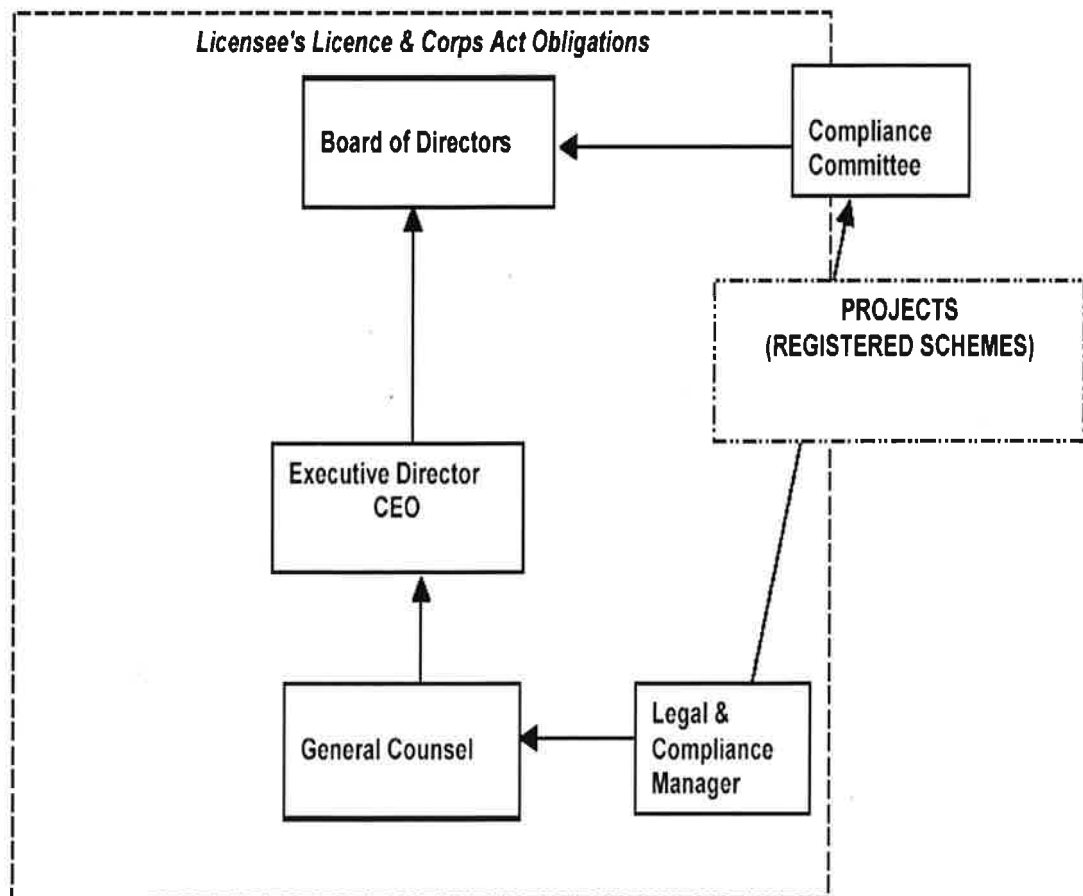 Licensee's Licence & Corps Act Obligations
Board of Directors
Compliance
Committee
PROJECTS
(REGISTERED SCHEMES)
Executive Director
CEO
General Counsel
Legal &
Compliance
Manager